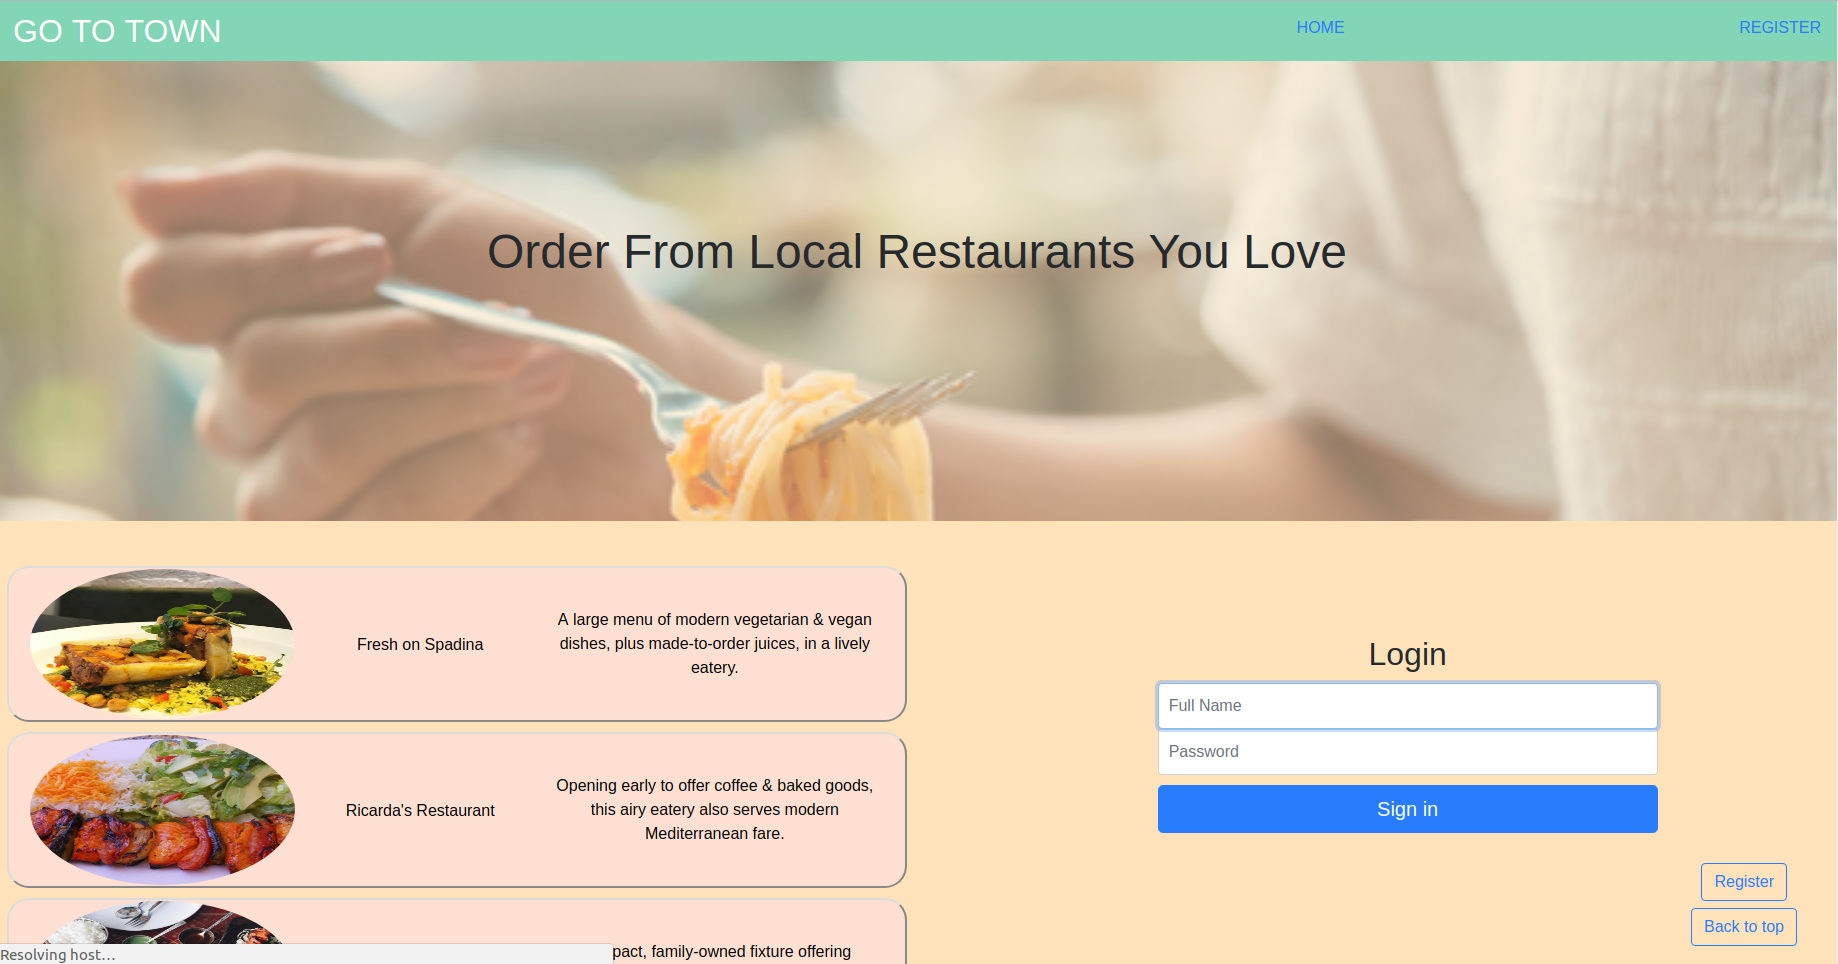 GO TO TOWN
HOME
REGISTER
Order From Local Restaurants You Love
Fresh on Spadina
A large menu of modern vegetarian & vegan
dishes, plus made-to-order juices, in a lively
eatery.
Ricarda's Restaurant
Opening early to offer coffee & baked goods,
this airy eatery also serves modern
Mediterranean fare.
pact, family-owned fixture offering
Login
Full Name
Password
Sign in
Register
Back to top
Resolving host…